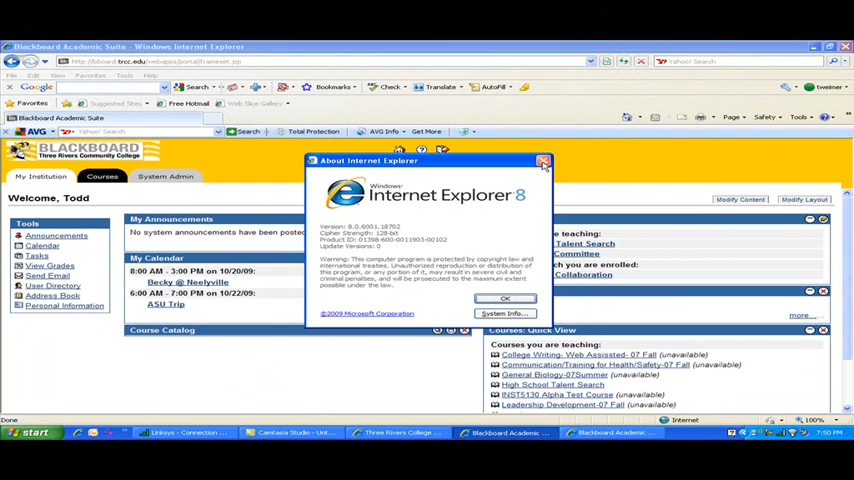 Blackboard Academic Suite - Windows Internet Explorer
http://bboard.trcc.edu/webapps/portal/frameset.jsp
Yahoo! Search
File Edit View Favorites Tools Help
Google
Search
Bookmarks
Check
Translate
AutoFill
tweimer
Favorites
Suggested Sites
Free Hotmail
Web Slice Gallery
Blackboard Academic Suite
Page
Safety
Tools
AVG
Yahoo! Search
Search
Total Protection
AVG Info
Get More
BLACKBOARD
Three Rivers Community College
My Institution
Courses
System Admin
Welcome, Todd
Modify Content
Modify Layout
Tools
Announcements
Calendar
Tasks
View Grades
Send Email
User Directory
Address Book
Personal Information
My Announcements
No system announcements have been posted
My Calendar
8:00 AM - 3:00 PM on 10/20/09:
Becky @ Neelyville
8:00 AM - 7:00 PM on 10/22/09:
ASU Trip
Course Catalog
About Internet Explorer
Windows
Internet Explorer 8
Version: 8.0.6001.18702
Cipher Strength: 128-bit
Product ID: 01398-600-0011903-00102
Update Versions: 0
Warning: This computer program is protected by copyright law and
international treaties. Unauthorized reproduction or distribution of
this program, or any portion of it, may result in severe civil and
criminal penalties, and will be prosecuted to the maximum extent
possible under the law.
OK
©2009 Microsoft Corporation
System Info...
re teaching:
Talent Search
Committee
ch you are enrolled:
Collaboration
more...
Courses: Quick View
Courses you are teaching:
College Writing- Web Assissted- 07 Fall (unavailable)
Communication/Training for Health/Safety-07 Fall (unavailable)
General Biology-07Summer (unavailable)
High School Talent Search
INST5130 Alpha Test Course (unavailable)
Leadership Development-07 Fall (unavailable)
Done
Internet
100%
start
Linksys - Connection ...
Camtasia Studio - Unt...
Three Rivers College ...
Blackboard Academic ...
Blackboard Academic ...
7:50 PM